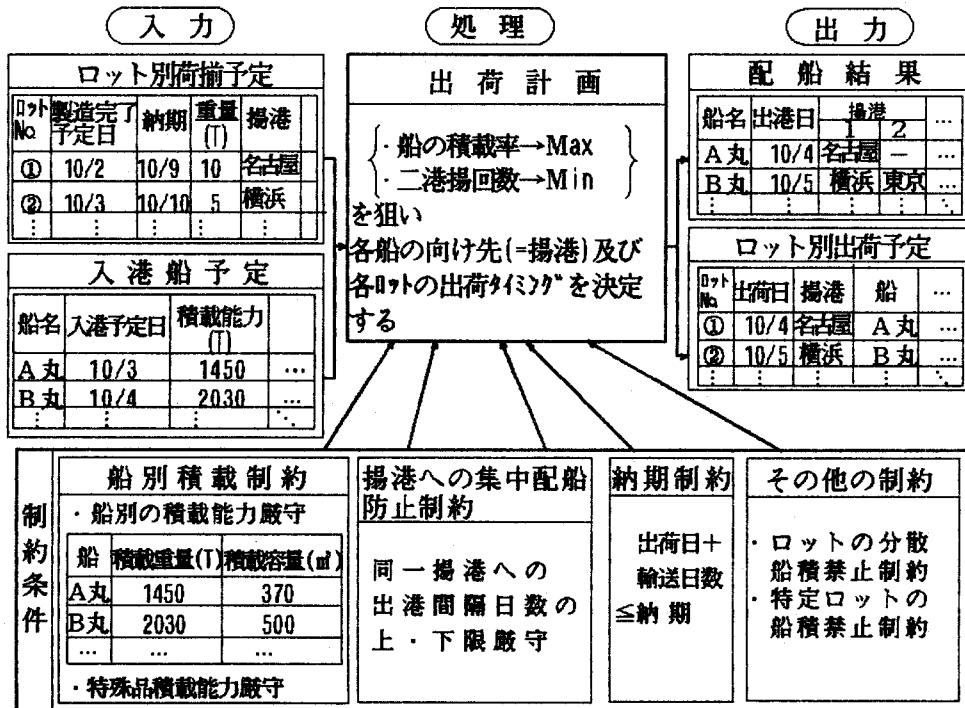 入力
処理
出力
ロット別荷揃予定
ロットNo. 製造完了予定日 納期 重量(T) 揚港
① 10/2 10/9 10 名古屋
② 10/3 10/10 5 横浜
⋮ ⋮ ⋮ ⋮ ⋮
入港船予定
船名 入港予定日 積載能力(T)
A丸 10/3 1450 …
B丸 10/4 2030 …
⋮ ⋮ ⋮ ⋱
出荷計画
・船の積載率→Max
・二港揚回数→Min
を狙い
各船の向け先(=揚港)及び
各ロットの出荷タイミングを決定
する
配船結果
船名 出港日 揚港 …
1 2
A丸 10/4 名古屋 － …
B丸 10/5 横浜 東京 …
⋮ ⋮ ⋮ ⋮ ⋱
ロット別出荷予定
ロットNo. 出荷日 揚港 船 …
① 10/4 名古屋 A丸 …
② 10/5 横浜 B丸 …
⋮ ⋮ ⋮ ⋮ ⋱
制約条件
船別積載制約
・船別の積載能力厳守
船 積載重量(T) 積載容量(㎡)
A丸 1450 370
B丸 2030 500
… … …
・特殊品積載能力厳守
揚港への集中配船
防止制約
同一揚港への
出港間隔日数の
上・下限厳守
納期制約
出荷日＋
輸送日数
≦納期
その他の制約
・ロットの分散
船積禁止制約
・特定ロットの
船積禁止制約